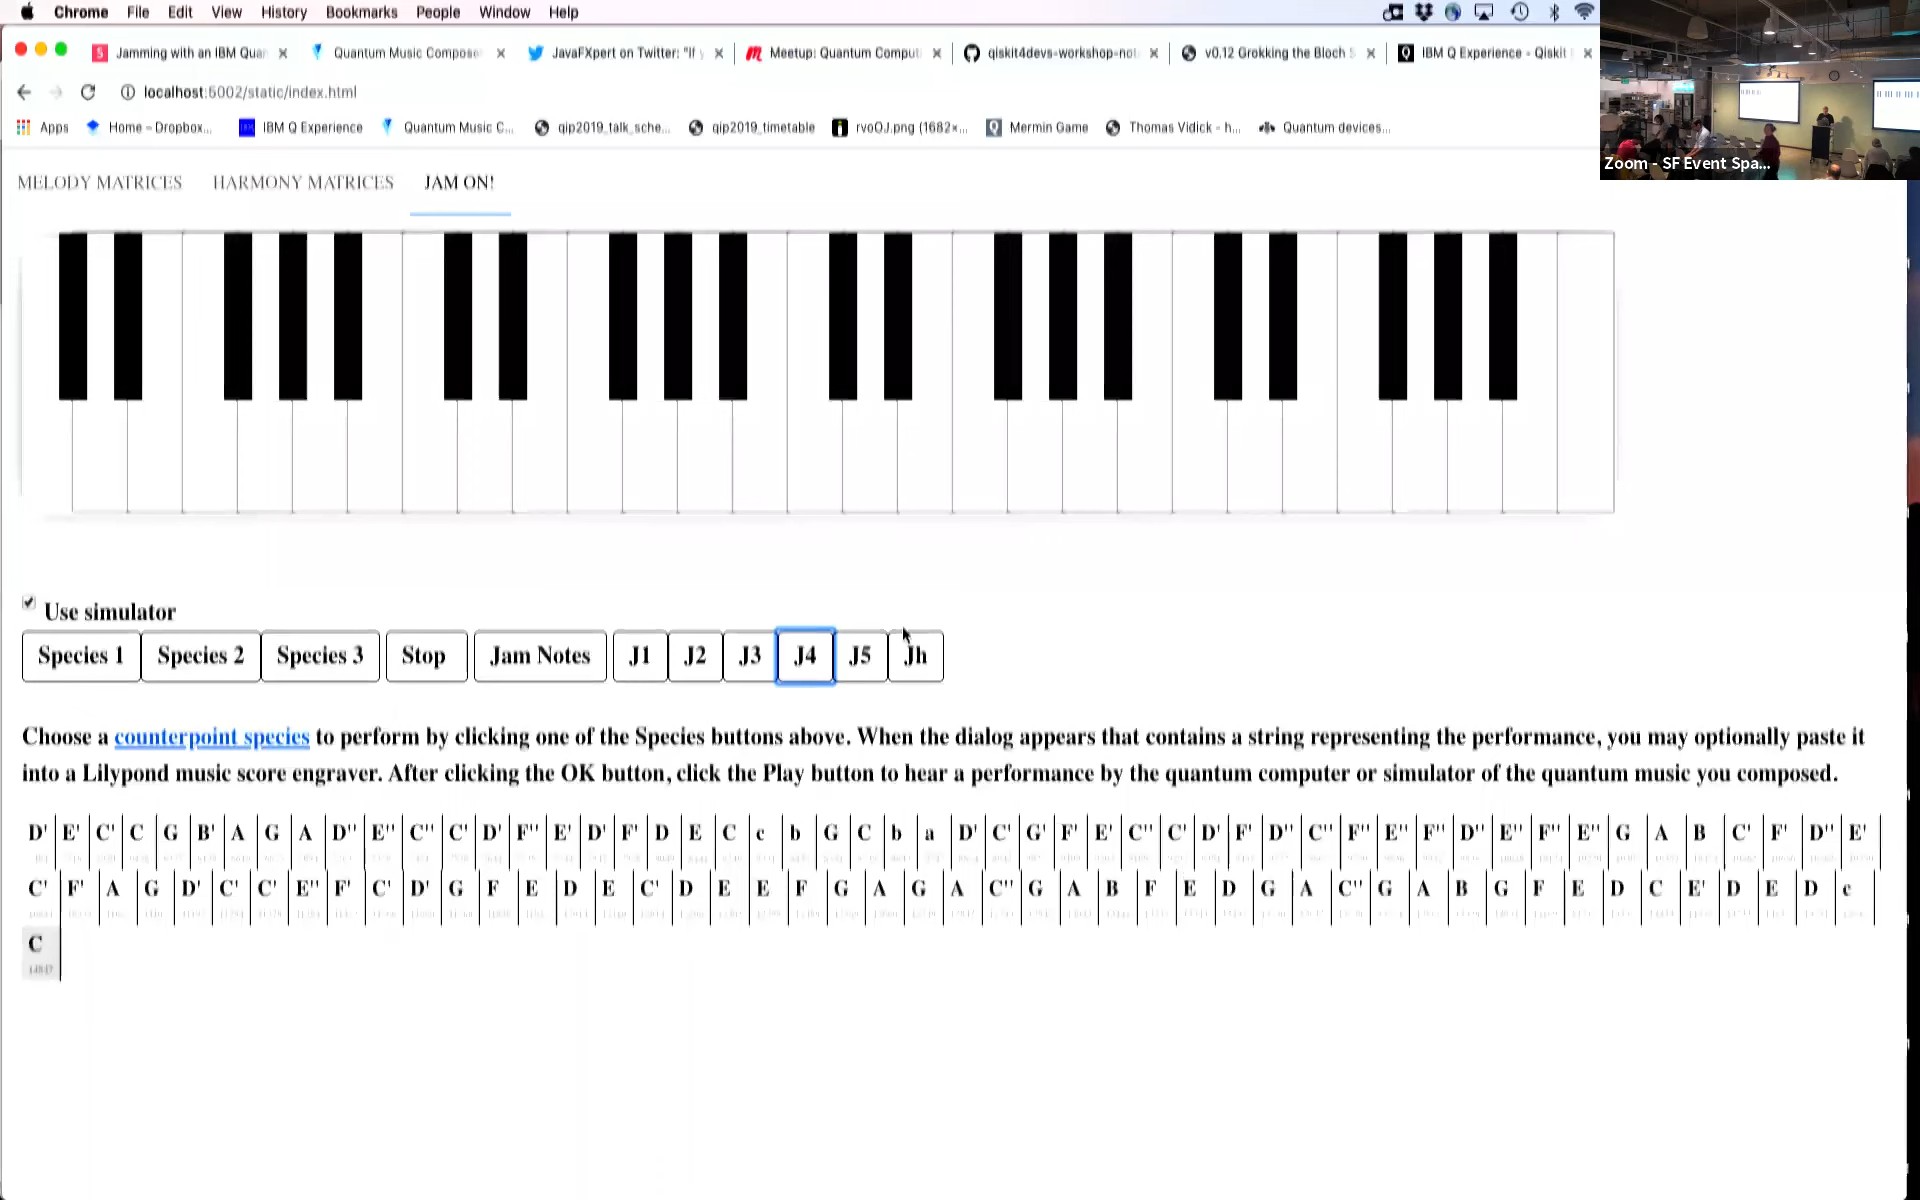 Chrome File Edit View History Bookmarks People Window Help
Jamming with an IBM Quan Quantum Music Compose JavaFXpert on Twitter: "If y Meetup: Quantum Computi qiskit4devs-workshop-not v0.12 Grokking the Bloch S IBM Q Experience - Qiskit
localhost:5002/static/index.html
Apps Home - Dropbox... IBM Q Experience Quantum Music C... qip2019_talk_sche... qip2019_timetable rvoOJ.png (1682×... Mermin Game Thomas Vidick - h... Quantum devices...
Zoom - SF Event Spa...
MELODY MATRICES HARMONY MATRICES JAM ON!
Use simulator
Species 1 Species 2 Species 3 Stop Jam Notes J1 J2 J3 J4 J5 Jh
Choose a counterpoint species to perform by clicking one of the Species buttons above. When the dialog appears that contains a string representing the performance, you may optionally paste it
into a Lilypond music score engraver. After clicking the OK button, click the Play button to hear a performance by the quantum computer or simulator of the quantum music you composed.
D' E' C' C G B' A G A D'' E'' C'' C' D' F'' E' D' F' D E C c b G C b a D' C' G' F' E' C'' C' D' F' D'' C'' F'' E'' F'' D'' E'' F'' E'' G A B C' F' D'' E'
C' F' A G D' C' C' E'' F' C' D' G F E D E C' D E E F G A G A C'' G A B F E D G A C'' G A B G F E D C E' D E D c
C